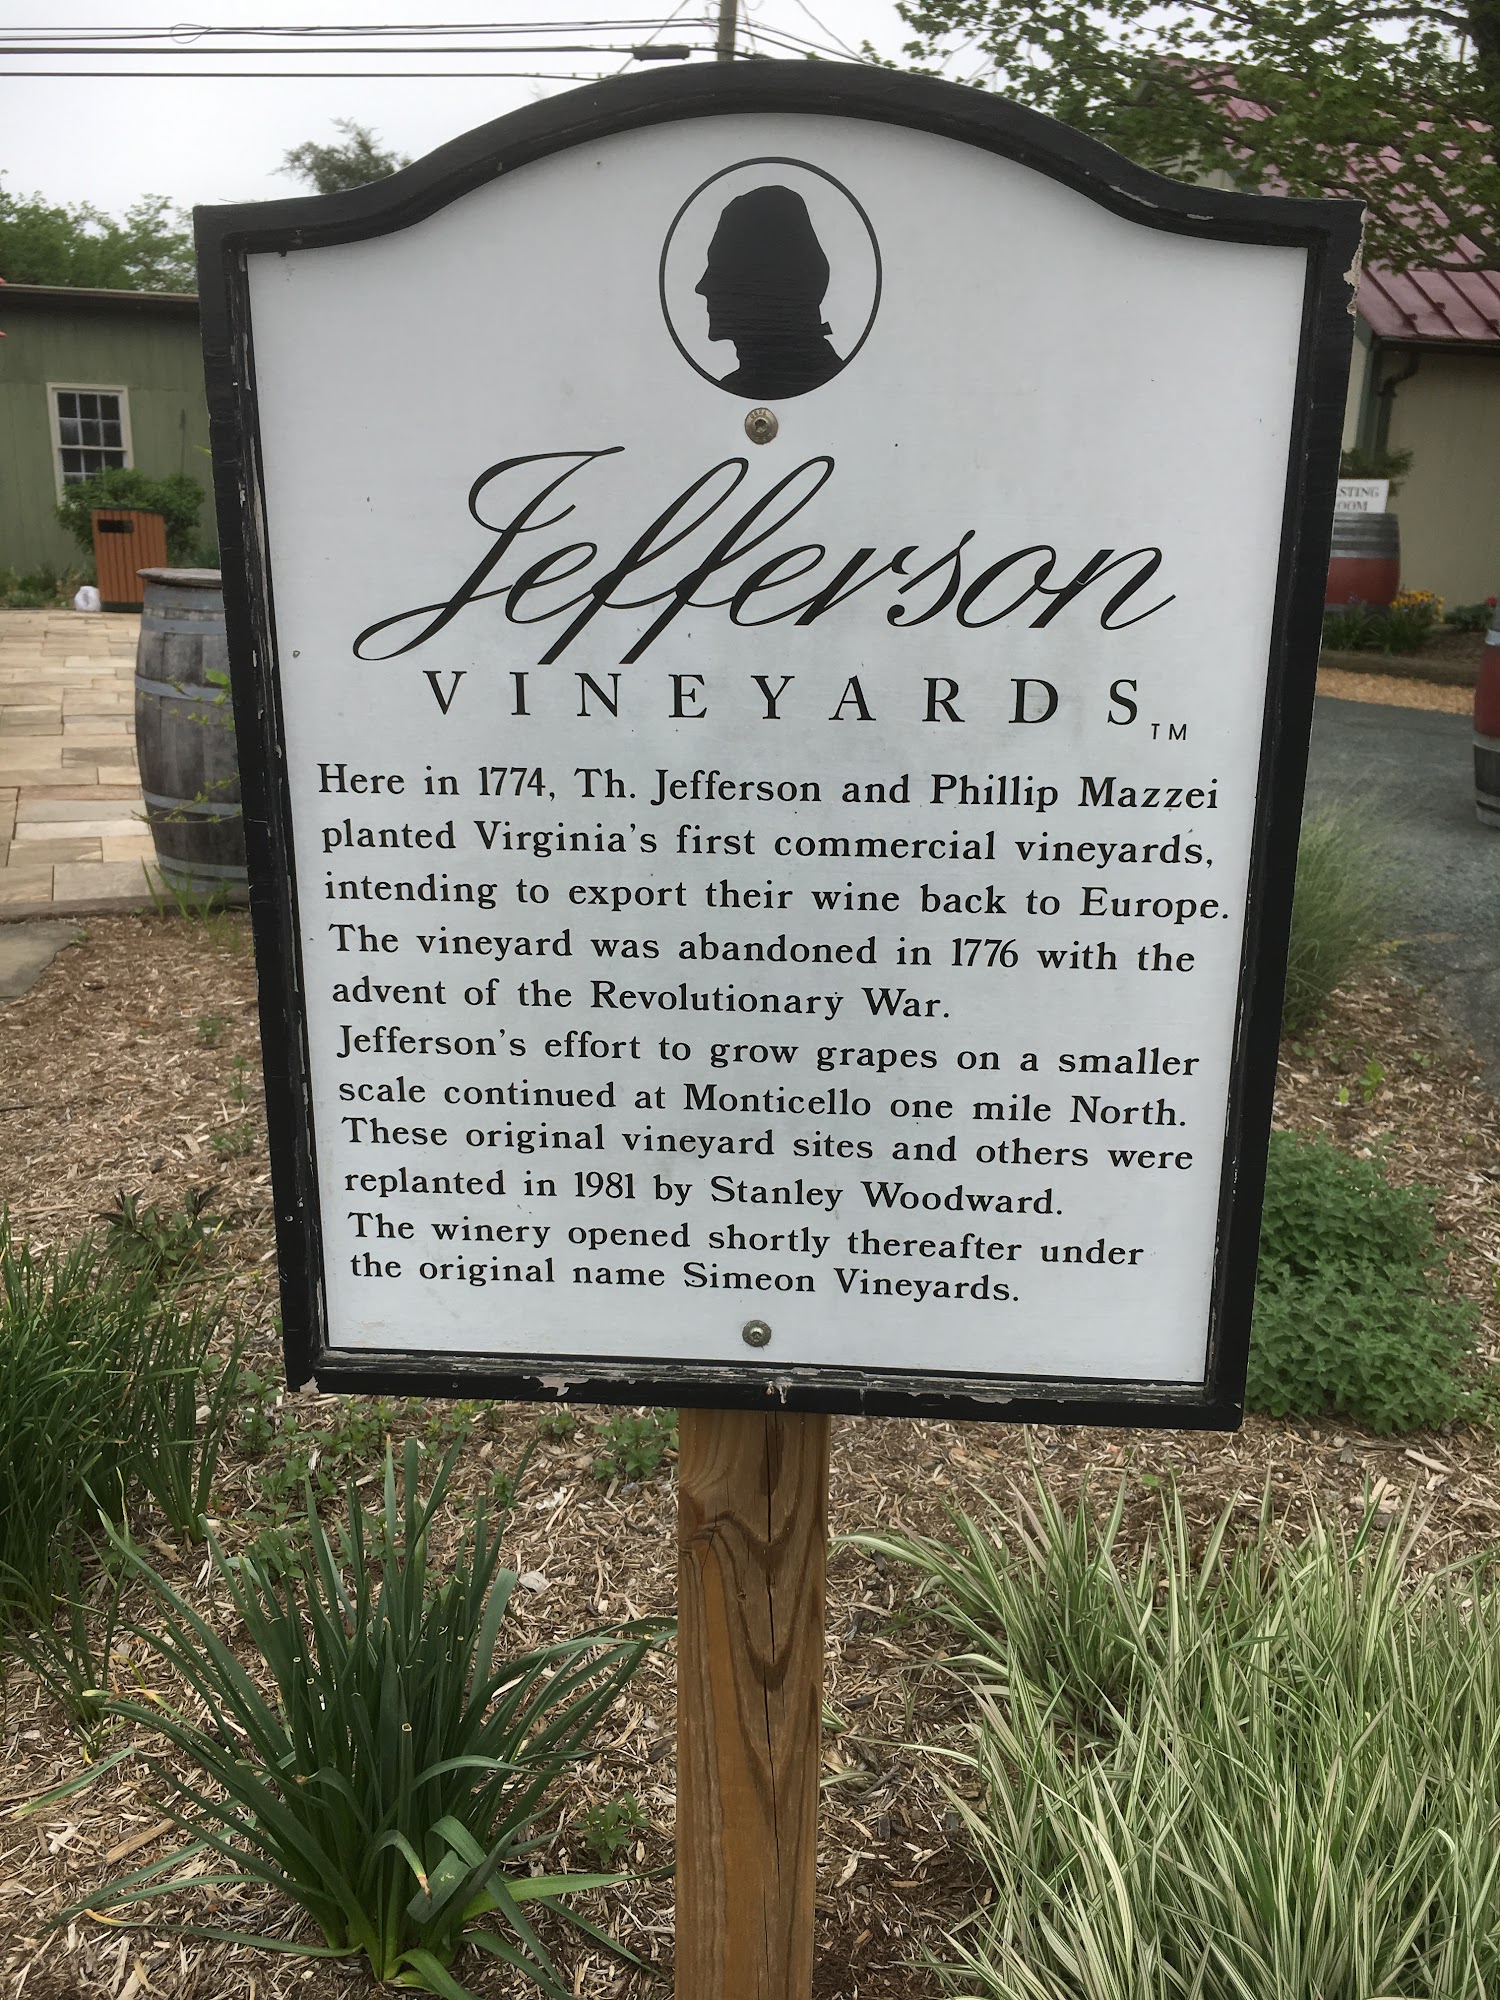 Jefferson
VINEYARDS™
Here in 1774, Th. Jefferson and Phillip Mazzei
planted Virginia's first commercial vineyards,
intending to export their wine back to Europe.
The vineyard was abandoned in 1776 with the
advent of the Revolutionary War.
Jefferson's effort to grow grapes on a smaller
scale continued at Monticello one mile North.
These original vineyard sites and others were
replanted in 1981 by Stanley Woodward.
The winery opened shortly thereafter under
the original name Simeon Vineyards.